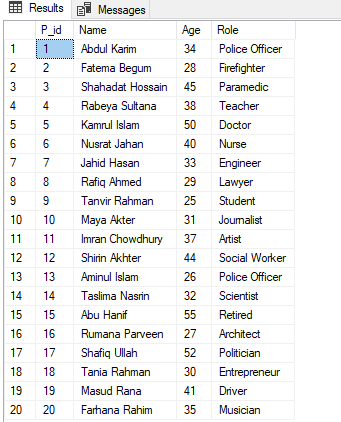 Results Messages
P_id Name Age Role
1 1 Abdul Karim 34 Police Officer
2 2 Fatema Begum 28 Firefighter
3 3 Shahadat Hossain 45 Paramedic
4 4 Rabeya Sultana 38 Teacher
5 5 Kamrul Islam 50 Doctor
6 6 Nusrat Jahan 40 Nurse
7 7 Jahid Hasan 33 Engineer
8 8 Rafiq Ahmed 29 Lawyer
9 9 Tanvir Rahman 25 Student
10 10 Maya Akter 31 Journalist
11 11 Imran Chowdhury 37 Artist
12 12 Shirin Akhter 44 Social Worker
13 13 Aminul Islam 26 Police Officer
14 14 Taslima Nasrin 32 Scientist
15 15 Abu Hanif 55 Retired
16 16 Rumana Parveen 27 Architect
17 17 Shafiq Ullah 52 Politician
18 18 Tania Rahman 30 Entrepreneur
19 19 Masud Rana 41 Driver
20 20 Farhana Rahim 35 Musician